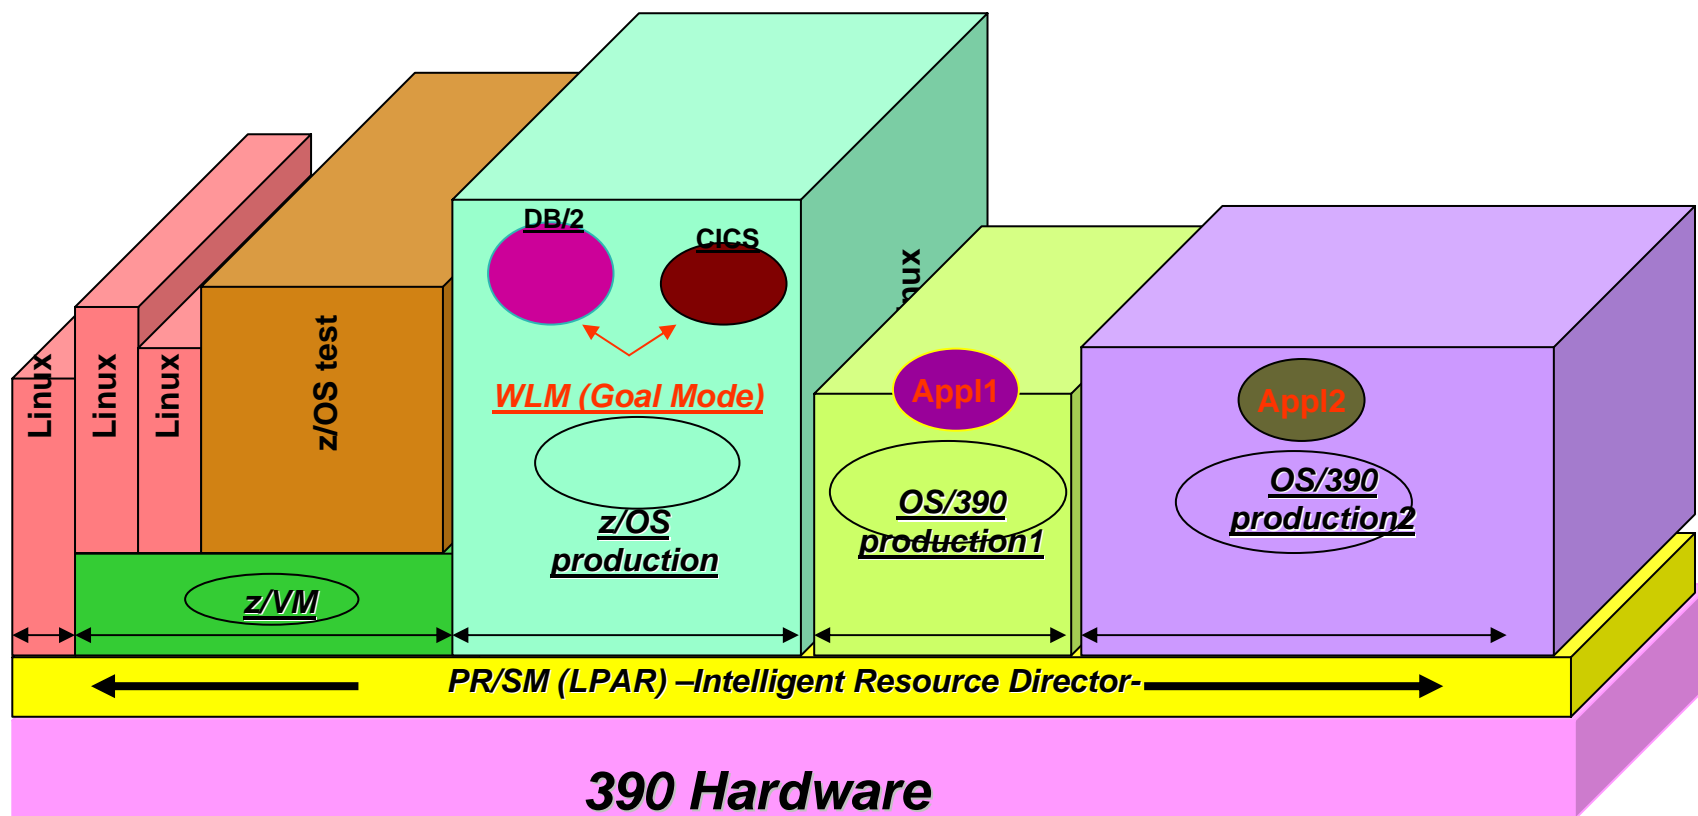 Linux
Linux
Linux
z/OS test
DB/2
CICS
WLM (Goal Mode)
z/OS
production
z/VM
Appl1
OS/390
production1
Appl2
OS/390
production2
PR/SM (LPAR) –Intelligent Resource Director-
390 Hardware